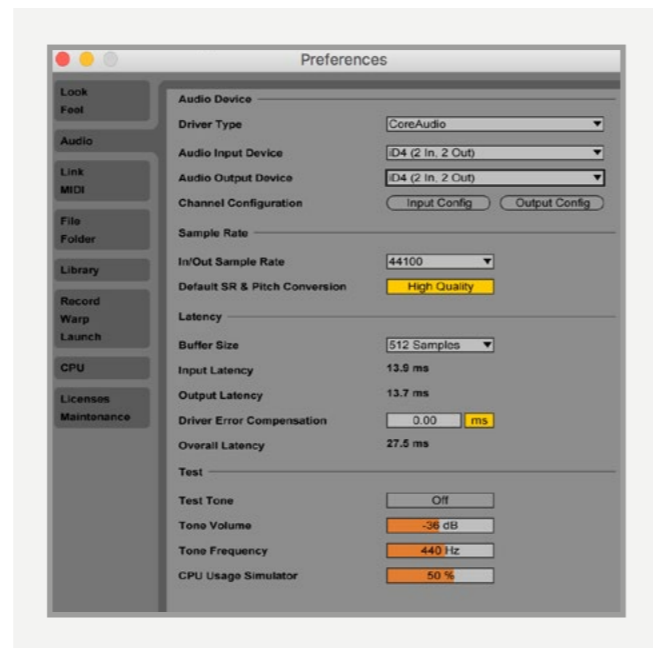 Preferences
Look
Feel
Audio
Link
MIDI
File
Folder
Library
Record
Warp
Launch
CPU
Licenses
Maintenance
Audio Device
Driver Type CoreAudio
Audio Input Device iD4 (2 In, 2 Out)
Audio Output Device iD4 (2 In, 2 Out)
Channel Configuration Input Config Output Config
Sample Rate
In/Out Sample Rate 44100
Default SR & Pitch Conversion High Quality
Latency
Buffer Size 512 Samples
Input Latency 13.9 ms
Output Latency 13.7 ms
Driver Error Compensation 0.00 ms
Overall Latency 27.5 ms
Test
Test Tone Off
Tone Volume -36 dB
Tone Frequency 440 Hz
CPU Usage Simulator 50 %